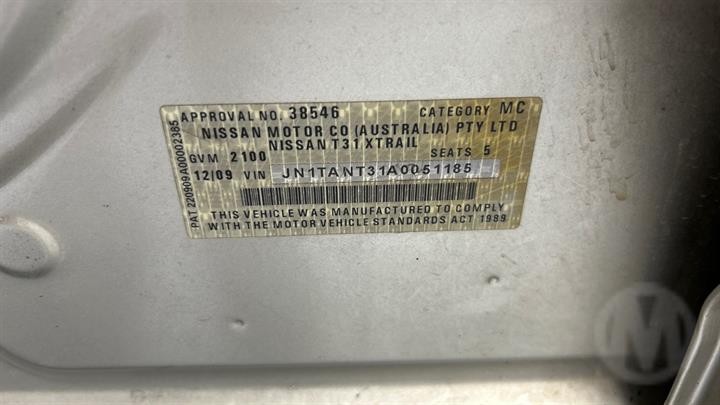 APPROVAL NO. 38546 CATEGORY MC
NISSAN MOTOR CO (AUSTRALIA) PTY LTD
NISSAN T31 XTRAIL
GVM 2100 SEATS 5
12/09 VIN JN1TANT31A0051185
THIS VEHICLE WAS MANUFACTURED TO COMPLY
WITH THE MOTOR VEHICLE STANDARDS ACT 1989
PAT 220909A00002385
M